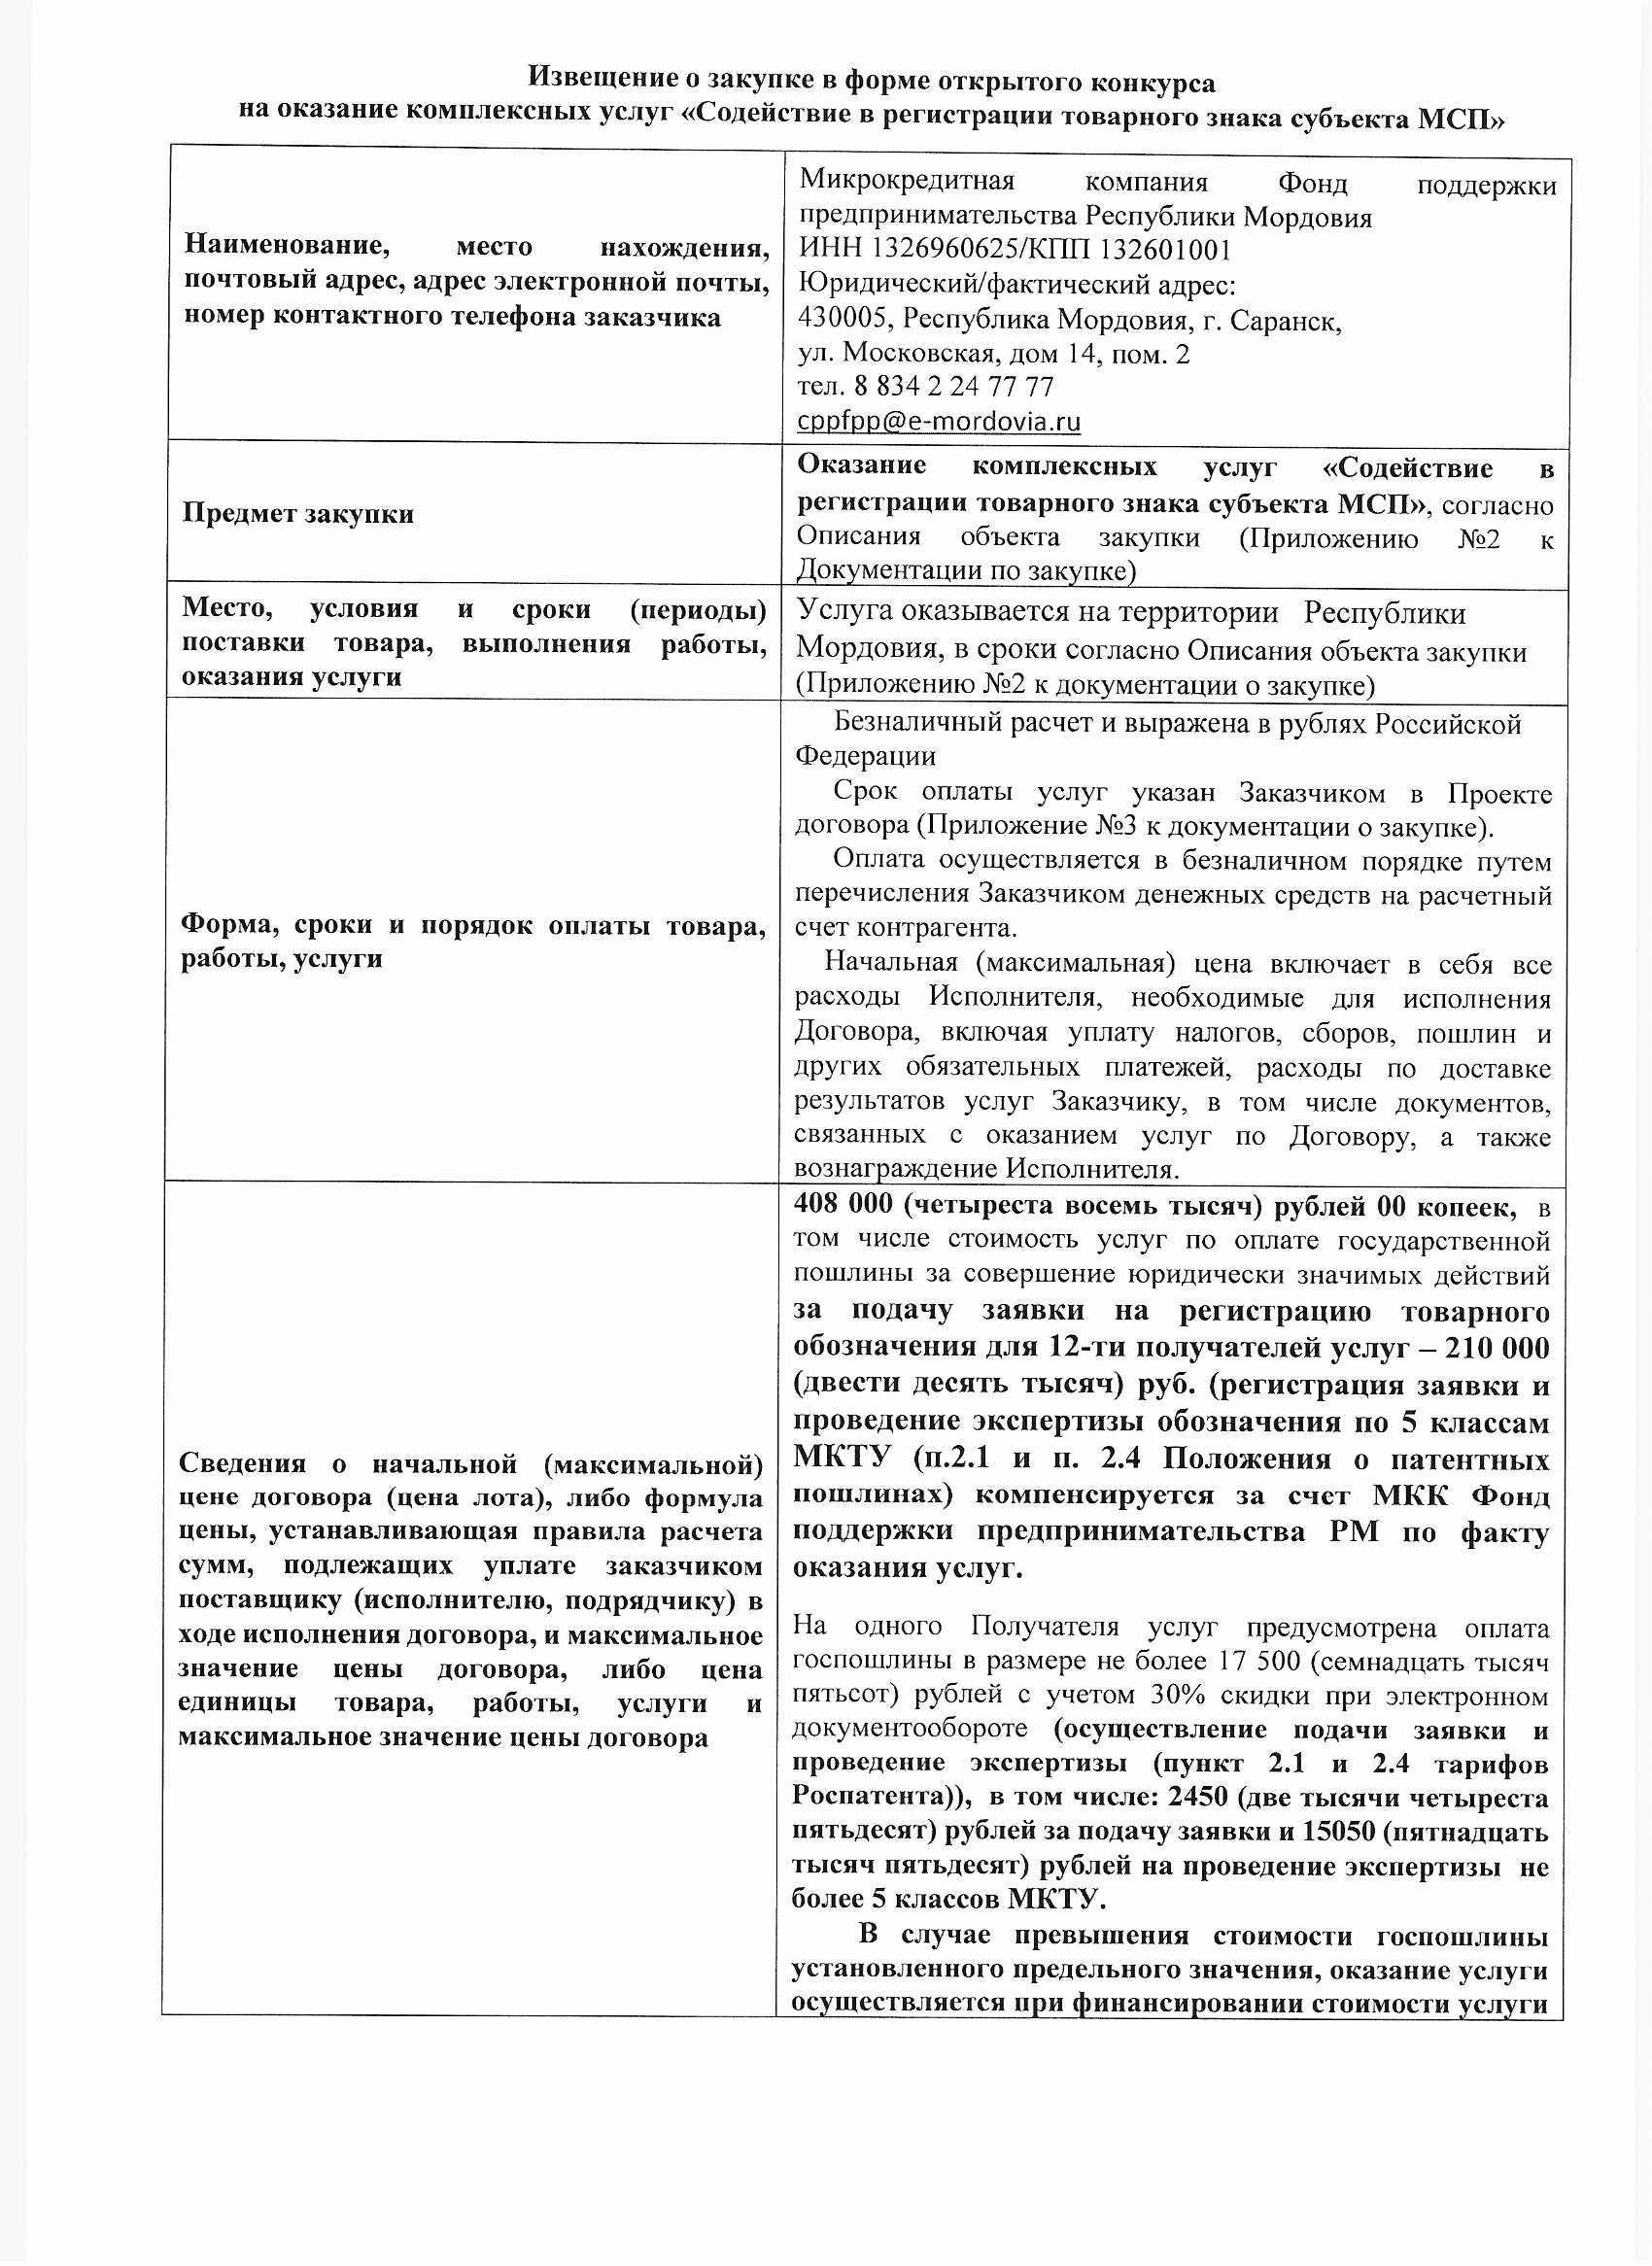 Извещение о закупке в форме открытого конкурса
на оказание комплексных услуг «Содействие в регистрации товарного знака субъекта МСП»
Наименование, место нахождения,
почтовый адрес, адрес электронной почты,
номер контактного телефона заказчика
Микрокредитная компания Фонд поддержки
предпринимательства Республики Мордовия
ИНН 1326960625/КПП 132601001
Юридический/фактический адрес:
430005, Республика Мордовия, г. Саранск,
ул. Московская, дом 14, пом. 2
тел. 8 834 2 24 77 77
cppfpp@e-mordovia.ru
Предмет закупки
Оказание комплексных услуг «Содействие в
регистрации товарного знака субъекта МСП», согласно
Описания объекта закупки (Приложению №2 к
Документации по закупке)
Место, условия и сроки (периоды)
поставки товара, выполнения работы,
оказания услуги
Услуга оказывается на территории Республики
Мордовия, в сроки согласно Описания объекта закупки
(Приложению №2 к документации о закупке)
Форма, сроки и порядок оплаты товара,
работы, услуги
Безналичный расчет и выражена в рублях Российской
Федерации
Срок оплаты услуг указан Заказчиком в Проекте
договора (Приложение №3 к документации о закупке).
Оплата осуществляется в безналичном порядке путем
перечисления Заказчиком денежных средств на расчетный
счет контрагента.
Начальная (максимальная) цена включает в себя все
расходы Исполнителя, необходимые для исполнения
Договора, включая уплату налогов, сборов, пошлин и
других обязательных платежей, расходы по доставке
результатов услуг Заказчику, в том числе документов,
связанных с оказанием услуг по Договору, а также
вознаграждение Исполнителя.
Сведения о начальной (максимальной)
цене договора (цена лота), либо формула
цены, устанавливающая правила расчета
сумм, подлежащих уплате заказчиком
поставщику (исполнителю, подрядчику) в
ходе исполнения договора, и максимальное
значение цены договора, либо цена
единицы товара, работы, услуги и
максимальное значение цены договора
408 000 (четыреста восемь тысяч) рублей 00 копеек, в
том числе стоимость услуг по оплате государственной
пошлины за совершение юридически значимых действий
за подачу заявки на регистрацию товарного
обозначения для 12-ти получателей услуг – 210 000
(двести десять тысяч) руб. (регистрация заявки и
проведение экспертизы обозначения по 5 классам
МКТУ (п.2.1 и п. 2.4 Положения о патентных
пошлинах) компенсируется за счет МКК Фонд
поддержки предпринимательства РМ по факту
оказания услуг.
На одного Получателя услуг предусмотрена оплата
госпошлины в размере не более 17 500 (семнадцать тысяч
пятьсот) рублей с учетом 30% скидки при электронном
документообороте (осуществление подачи заявки и
проведение экспертизы (пункт 2.1 и 2.4 тарифов
Роспатента)), в том числе: 2450 (две тысячи четыреста
пятьдесят) рублей за подачу заявки и 15050 (пятнадцать
тысяч пятьдесят) рублей на проведение экспертизы не
более 5 классов МКТУ.
В случае превышения стоимости госпошлины
установленного предельного значения, оказание услуги
осуществляется при финансировании стоимости услуги